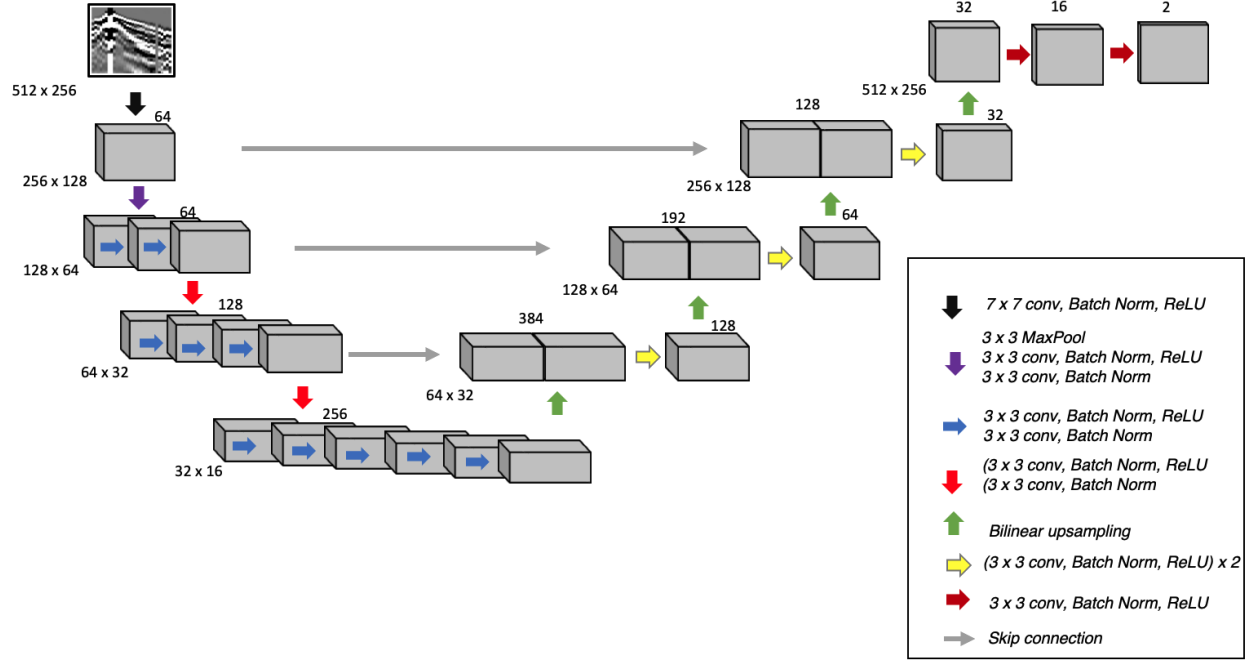 32
16
2
512 x 256
512 x 256
64
128
32
256 x 128
256 x 128
64
192
64
128 x 64
128 x 64
128
384
128
64 x 32
64 x 32
256
32 x 16
7 x 7 conv, Batch Norm, ReLU
3 x 3 MaxPool
3 x 3 conv, Batch Norm, ReLU
3 x 3 conv, Batch Norm
3 x 3 conv, Batch Norm, ReLU
3 x 3 conv, Batch Norm
(3 x 3 conv, Batch Norm, ReLU
(3 x 3 conv, Batch Norm
Bilinear upsampling
(3 x 3 conv, Batch Norm, ReLU) x 2
3 x 3 conv, Batch Norm, ReLU
Skip connection